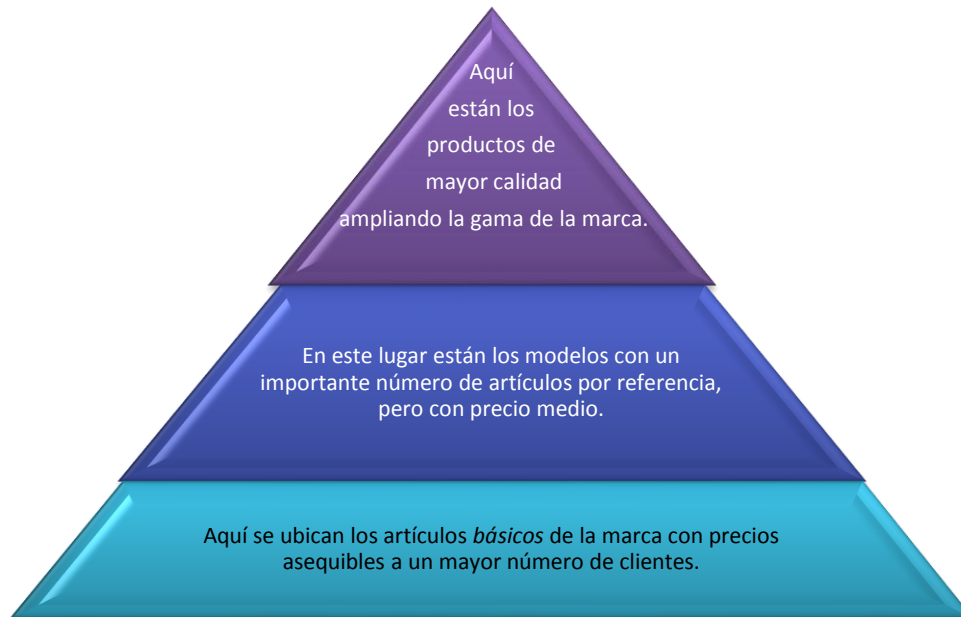 Aquí
están los
productos de
mayor calidad
ampliando la gama de la marca.
En este lugar están los modelos con un
importante número de artículos por referencia,
pero con precio medio.
Aquí se ubican los artículos básicos de la marca con precios
asequibles a un mayor número de clientes.